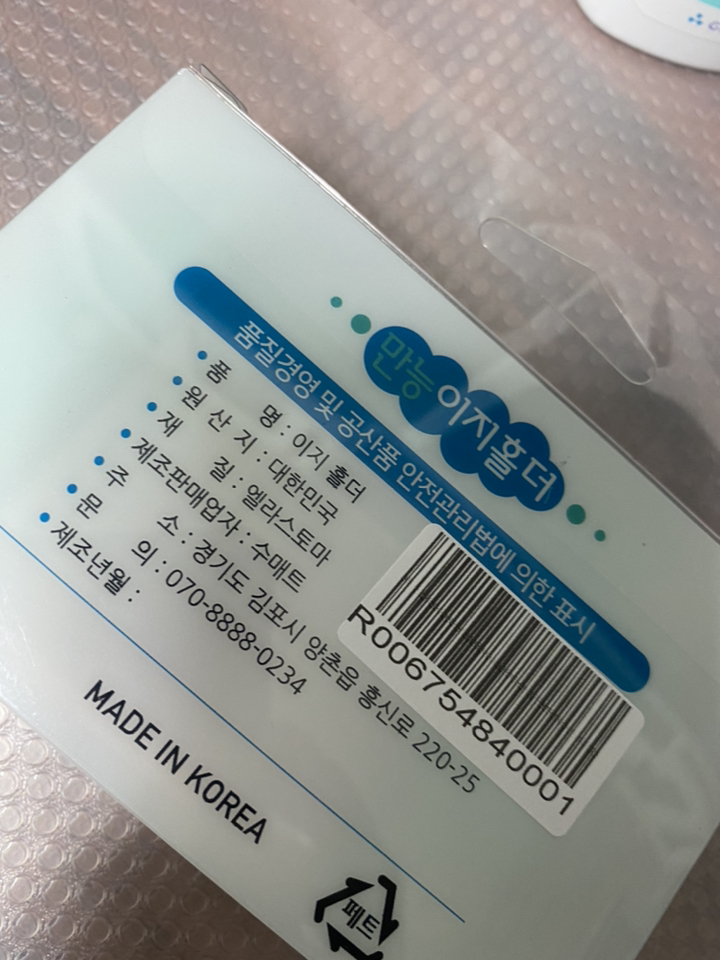 만능 이지홀더
품질경영 및 공산품 안전관리법에 의한 표시
• 품 명 : 이지 홀더
• 원 산 지 : 대한민국
• 재 질 : 엘라스토마
• 제조판매업자 : 수매트
• 주 소 : 경기도 김포시 양촌읍 흥신로 220-25
• 문 의 : 070-8888-0234
• 제조년월 :
R006754840001
MADE IN KOREA
페트